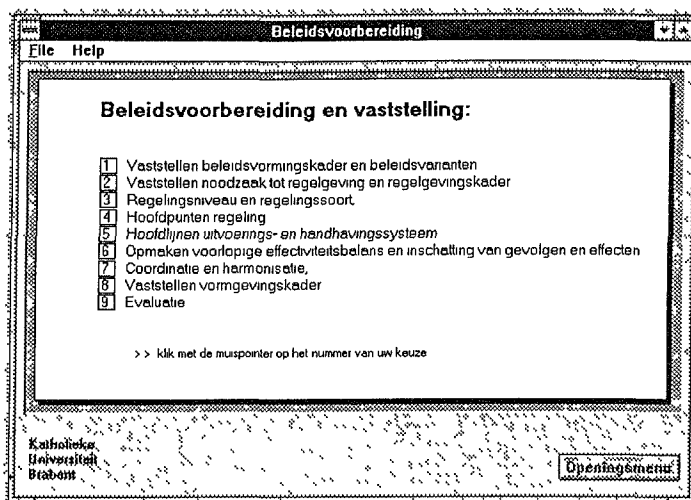 Beleidsvoorbereiding
File Help
Beleidsvoorbereiding en vaststelling:
1 Vaststellen beleidsvormingskader en beleidsvarianten
2 Vaststellen noodzaak tot regelgeving en regelgevingskader
3 Regelingsniveau en regelingssoort,
4 Hoofdpunten regeling
5 Hoofdlijnen uitvoerings- en handhavingssysteem
6 Opmaken voorlopige effectiviteitsbalans en inschatting van gevolgen en effecten
7 Coordinatie en harmonisatie,
8 Vaststellen vormgevingskader
9 Evaluatie
>> klik met de muispointer op het nummer van uw keuze
Katholieke
Universiteit
Brabant
Openingsmenu